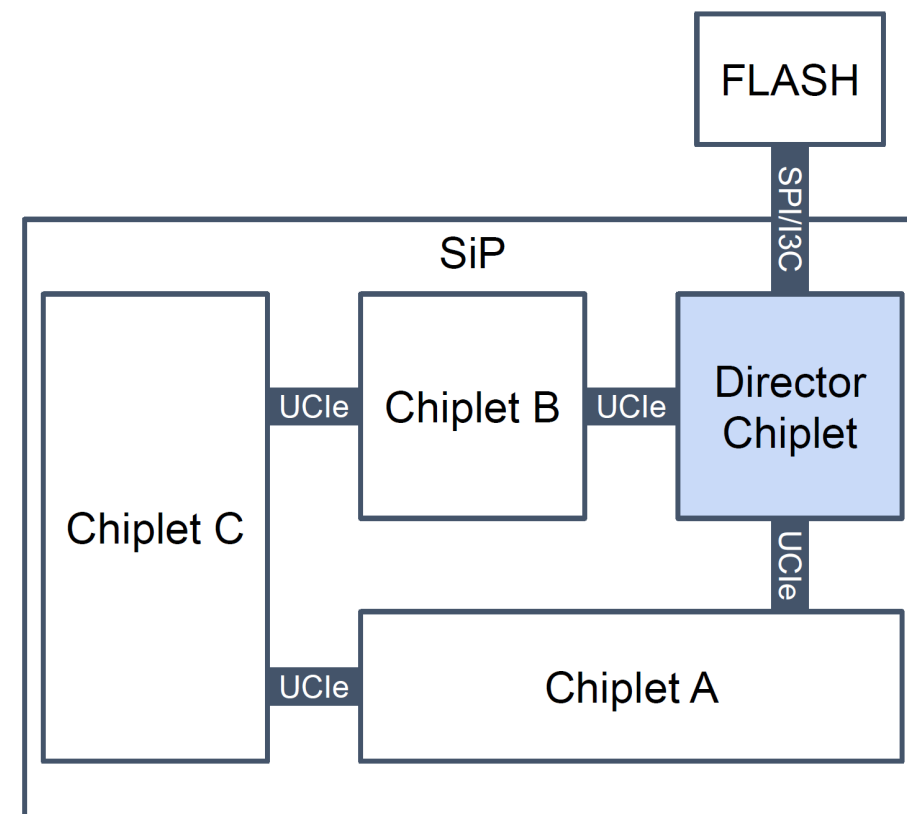 FLASH
SPI/I3C
SiP
Director
Chiplet
UCIe
Chiplet B
UCIe
Chiplet C
UCIe
UCIe
Chiplet A